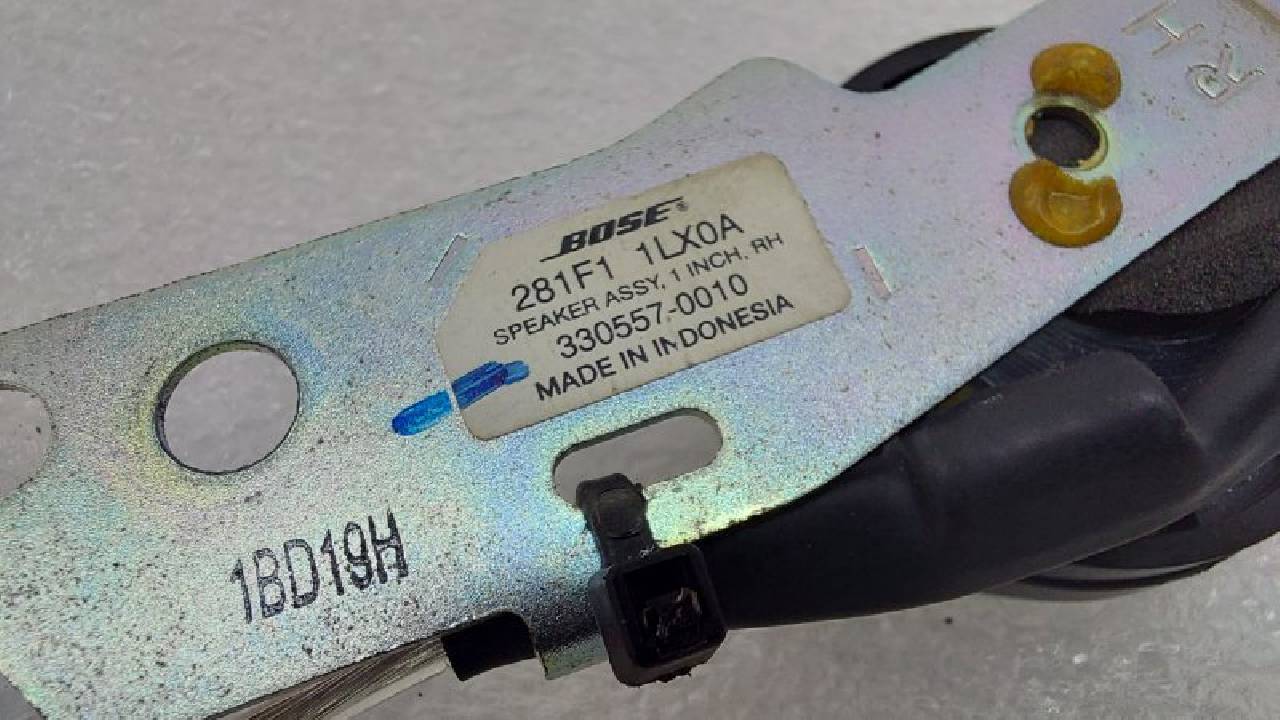 BOSE®
281F1 1LX0A
SPEAKER ASSY, 1 INCH, RH
330557-0010
MADE IN INDONESIA
1BD19H
RH